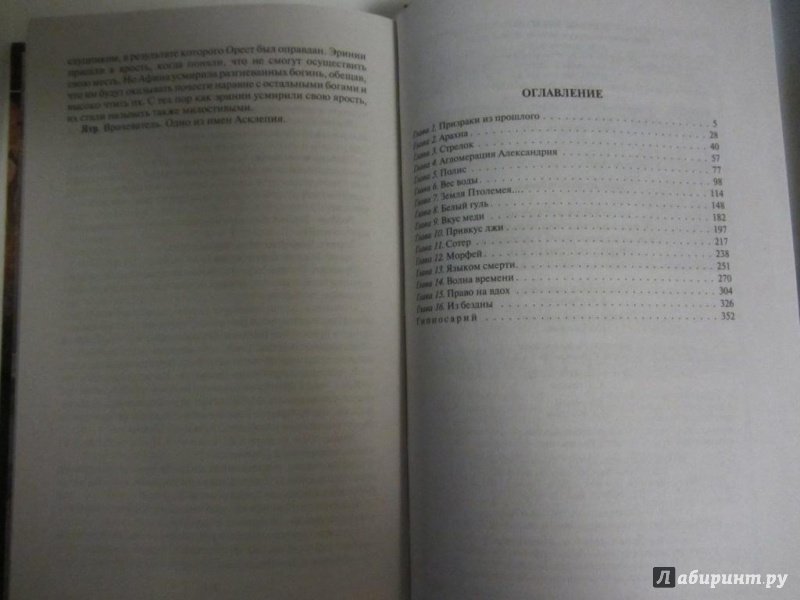 слушником, в результате которого Орест был оправдан. Эринии
пришли в ярость, когда поняли, что не смогут осуществить
свою месть. Но Афина усмирила разгневанных богинь, обещав,
что им будут оказывать почести наравне с остальными богами и
высоко чтить их. С тех пор как эринии усмирили свою ярость,
их стали называть также милостивыми.
Ятр. Врачеватель. Одно из имен Асклепия.
ОГЛАВЛЕНИЕ
Глава 1. Призраки из прошлого . . . 5
Глава 2. Арахна . . . 28
Глава 3. Стрелок . . . 40
Глава 4. Агломерация Александрия . . . 57
Глава 5. Полис . . . 77
Глава 6. Вес воды . . . 98
Глава 7. Земля Птолемея. . . . 114
Глава 8. Белый гуль . . . 148
Глава 9. Вкус меди . . . 182
Глава 10. Привкус лжи . . . 197
Глава 11. Сотер . . . 217
Глава 12. Морфей . . . 238
Глава 13. Языком смерти . . . 251
Глава 14. Волна времени . . . 270
Глава 15. Право на вдох . . . 304
Глава 16. Из бездны . . . 326
Гипносарий . . . 352
Лабиринт.ру